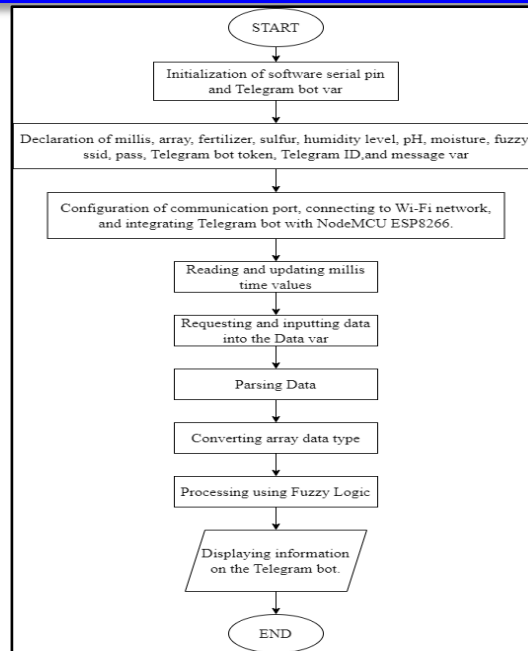 START
Initialization of software serial pin
and Telegram bot var
Declaration of millis, array, fertilizer, sulfur, humidity level, pH, moisture, fuzzy
ssid, pass, Telegram bot token, Telegram ID,and message var
Configuration of communication port, connecting to Wi-Fi network,
and integrating Telegram bot with NodeMCU ESP8266.
Reading and updating millis
time values
Requesting and inputting data
into the Data var
Parsing Data
Converting array data type
Processing using Fuzzy Logic
Displaying information
on the Telegram bot.
END